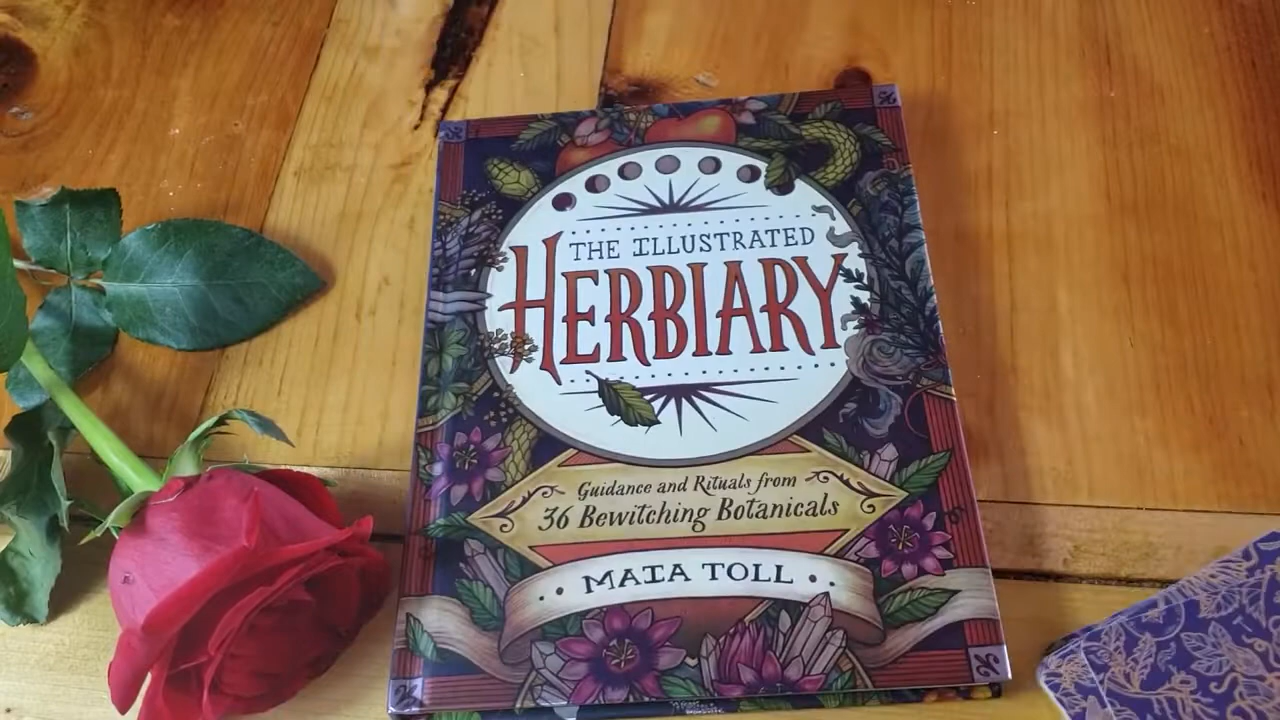 THE ILLUSTRATED
HERBIARY
Guidance and Rituals from
36 Bewitching Botanicals
MAIA TOLL